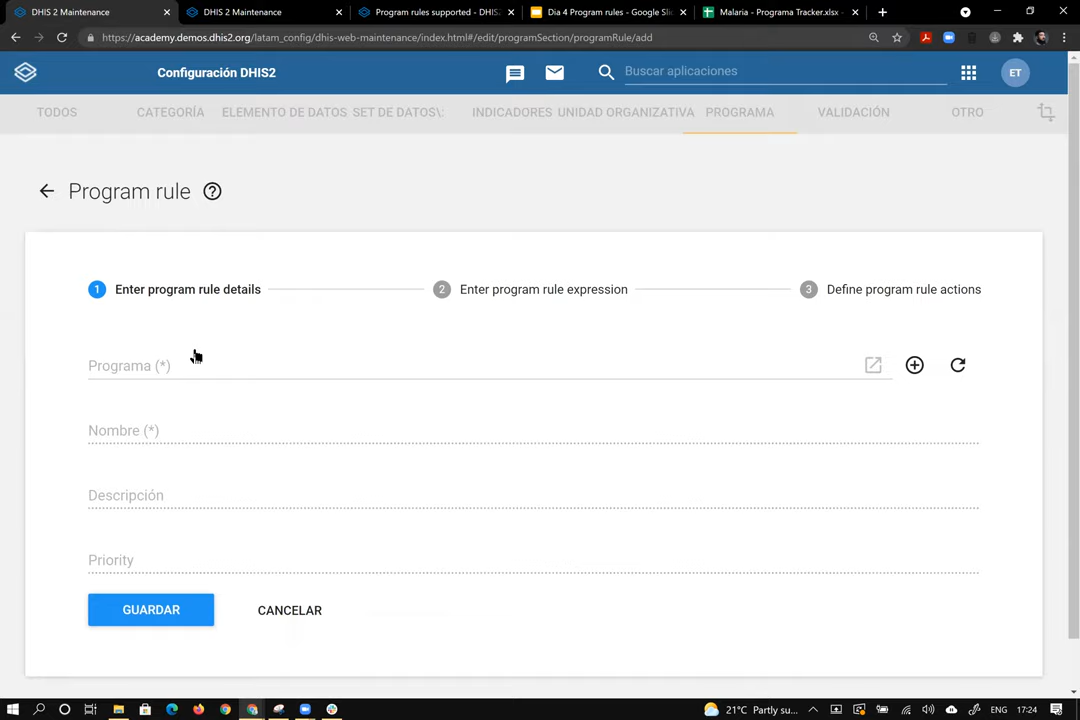 DHIS 2 Maintenance
DHIS 2 Maintenance
Program rules supported - DHIS
Dia 4 Program rules - Google Sli
Malaria - Programa Tracker.xlsx -
https://academy.demos.dhis2.org/latam_config/dhis-web-maintenance/index.html#/edit/programSection/programRule/add
Configuración DHIS2
Buscar aplicaciones
ET
TODOS
CATEGORÍA
ELEMENTO DE DATOS
SET DE DATOS\:
INDICADORES
UNIDAD ORGANIZATIVA
PROGRAMA
VALIDACIÓN
OTRO
Program rule
1 Enter program rule details
2 Enter program rule expression
3 Define program rule actions
Programa (*)
Nombre (*)
Descripción
Priority
GUARDAR
CANCELAR
21°C Partly su...
ENG
17:24